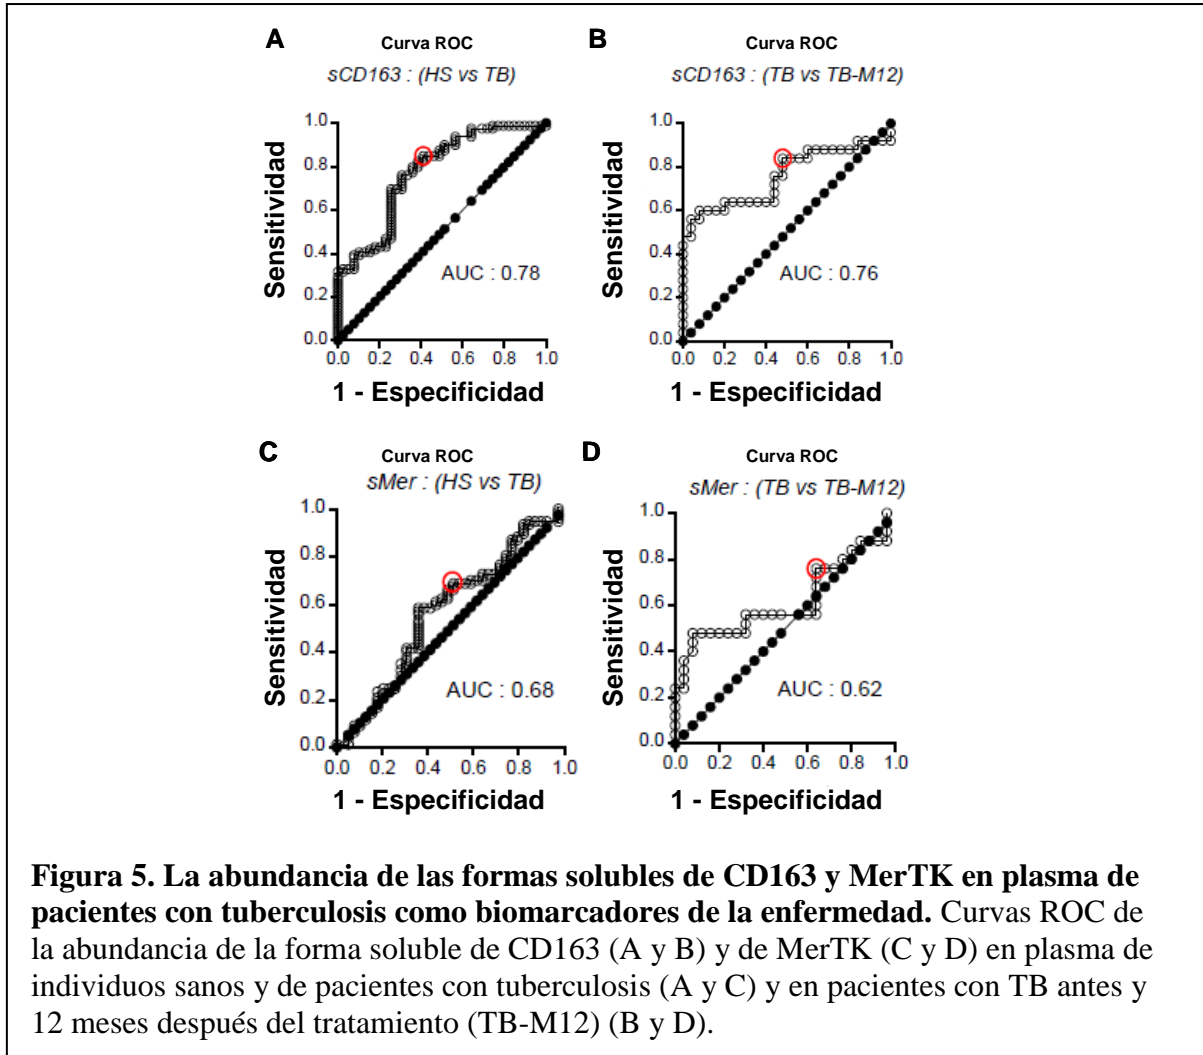 A
Curva ROC
sCD163 : (HS vs TB)
1.0
0.8
0.6
0.4
0.2
0.0
0.0 0.2 0.4 0.6 0.8 1.0
Sensitividad
AUC : 0.78
1 - Especificidad
B
Curva ROC
sCD163 : (TB vs TB-M12)
1.0
0.8
0.6
0.4
0.2
0.0
0.0 0.2 0.4 0.6 0.8 1.0
Sensitividad
AUC : 0.76
1 - Especificidad
C
Curva ROC
sMer : (HS vs TB)
1.0
0.8
0.6
0.4
0.2
0.0
0.0 0.2 0.4 0.6 0.8 1.0
Sensitividad
AUC : 0.68
1 - Especificidad
D
Curva ROC
sMer : (TB vs TB-M12)
1.0
0.8
0.6
0.4
0.2
0.0
0.0 0.2 0.4 0.6 0.8 1.0
Sensitividad
AUC : 0.62
1 - Especificidad
Figura 5. La abundancia de las formas solubles de CD163 y MerTK en plasma de
pacientes con tuberculosis como biomarcadores de la enfermedad. Curvas ROC de
la abundancia de la forma soluble de CD163 (A y B) y de MerTK (C y D) en plasma de
individuos sanos y de pacientes con tuberculosis (A y C) y en pacientes con TB antes y
12 meses después del tratamiento (TB-M12) (B y D).